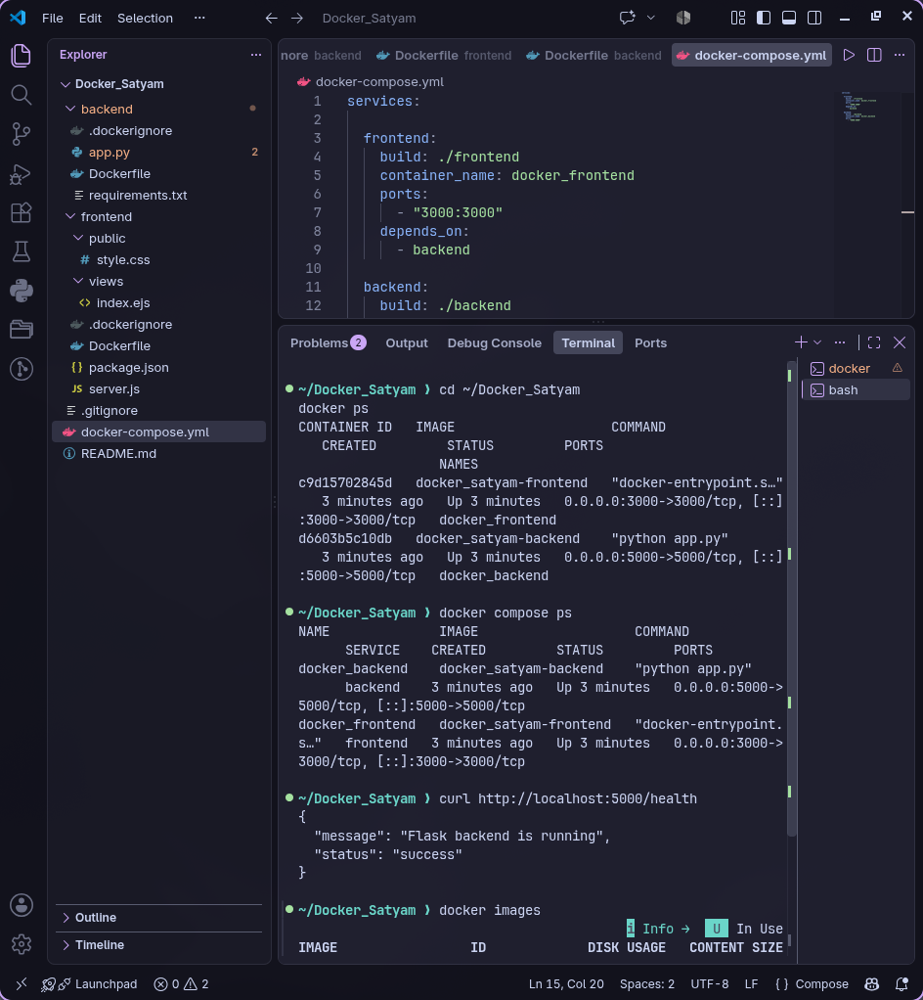 File Edit Selection ··· Docker_Satyam
Explorer ···
Docker_Satyam
backend
.dockerignore
app.py 2
Dockerfile
requirements.txt
frontend
public
# style.css
views
<> index.ejs
.dockerignore
Dockerfile
{} package.json
JS server.js
.gitignore
docker-compose.yml
README.md
Outline
Timeline
nore backend Dockerfile frontend Dockerfile backend docker-compose.yml ···
docker-compose.yml
1 services:
2
3 frontend:
4 build: ./frontend
5 container_name: docker_frontend
6 ports:
7 - "3000:3000"
8 depends_on:
9 - backend
10
11 backend:
12 build: ./backend
Problems 2 Output Debug Console Terminal Ports
docker
bash
~/Docker_Satyam ❯ cd ~/Docker_Satyam
docker ps
CONTAINER ID IMAGE COMMAND
CREATED STATUS PORTS
NAMES
c9d15702845d docker_satyam-frontend "docker-entrypoint.s…"
3 minutes ago Up 3 minutes 0.0.0.0:3000->3000/tcp, [::]
:3000->3000/tcp docker_frontend
d6603b5c10db docker_satyam-backend "python app.py"
3 minutes ago Up 3 minutes 0.0.0.0:5000->5000/tcp, [::]
:5000->5000/tcp docker_backend
~/Docker_Satyam ❯ docker compose ps
NAME IMAGE COMMAND
SERVICE CREATED STATUS PORTS
docker_backend docker_satyam-backend "python app.py"
backend 3 minutes ago Up 3 minutes 0.0.0.0:5000->
5000/tcp, [::]:5000->5000/tcp
docker_frontend docker_satyam-frontend "docker-entrypoint.
s…" frontend 3 minutes ago Up 3 minutes 0.0.0.0:3000->
3000/tcp, [::]:3000->3000/tcp
~/Docker_Satyam ❯ curl http://localhost:5000/health
{
"message": "Flask backend is running",
"status": "success"
}
~/Docker_Satyam ❯ docker images
i Info → U In Use
IMAGE ID DISK USAGE CONTENT SIZE
Launchpad 0 2 Ln 15, Col 20 Spaces: 2 UTF-8 LF {} Compose